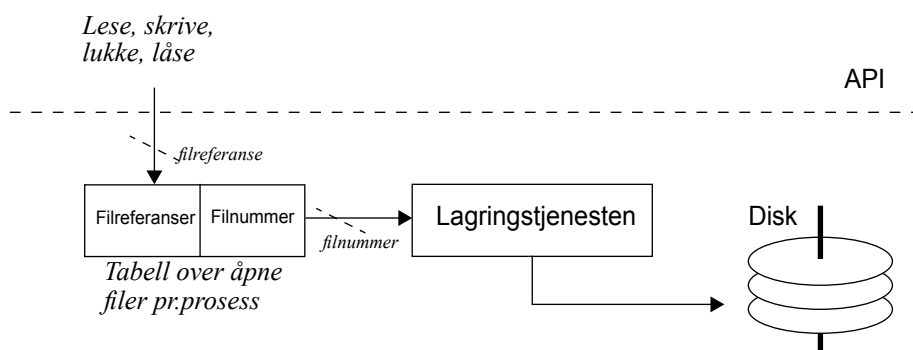 Lese, skrive,
lukke, låse
API
filreferanse
Filreferanser
Filnummer
filnummer
Lagringstjenesten
Disk
Tabell over åpne
filer pr.prosess